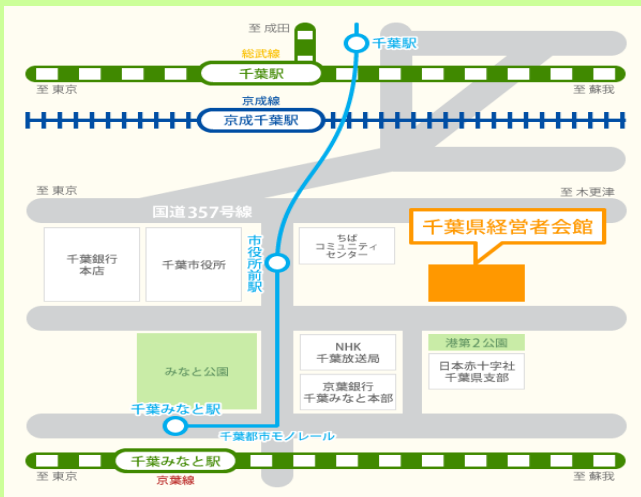 至 成田
千葉駅
総武線
千葉駅
至 東京
至 蘇我
京成線
京成千葉駅
至 東京
至 木更津
国道357号線
千葉県経営者会館
市役所前駅
ちば
コミュニティ
センター
千葉銀行
本店
千葉市役所
NHK
千葉放送局
港第2公園
みなと公園
日本赤十字社
千葉県支部
京葉銀行
千葉みなと本部
千葉みなと駅
千葉都市モノレール
千葉みなと駅
至 東京
京葉線
至 蘇我